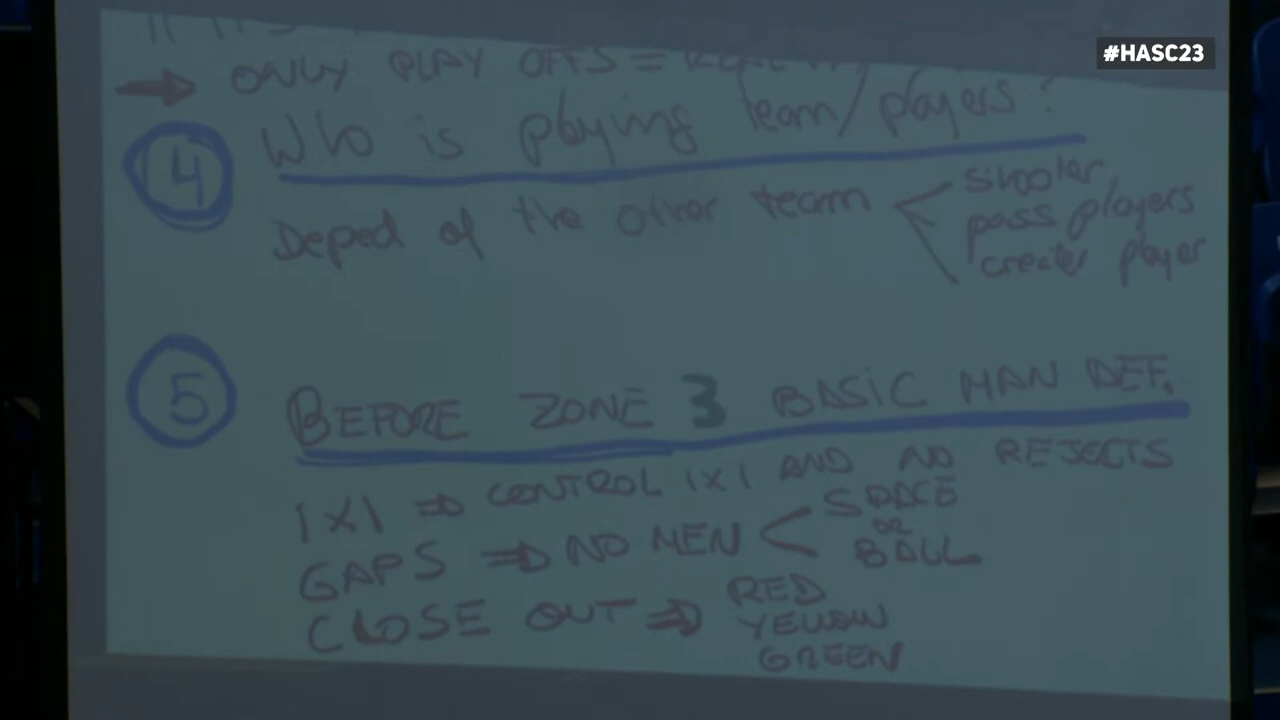 #HASC23
→ ONLY PLAY OFFS =
④ Who is playing team/players?
Deped of the other team < shooter
pass players
creater player
⑤ BEFORE ZONE 3 BASIC MAN DEF.
1X1 ⇒ CONTROL 1X1 AND NO REJECTS
GAPS ⇒ NO MEN < SPACE
OR
BALL
CLOSE OUT ⇒ RED
YELLOW
GREEN